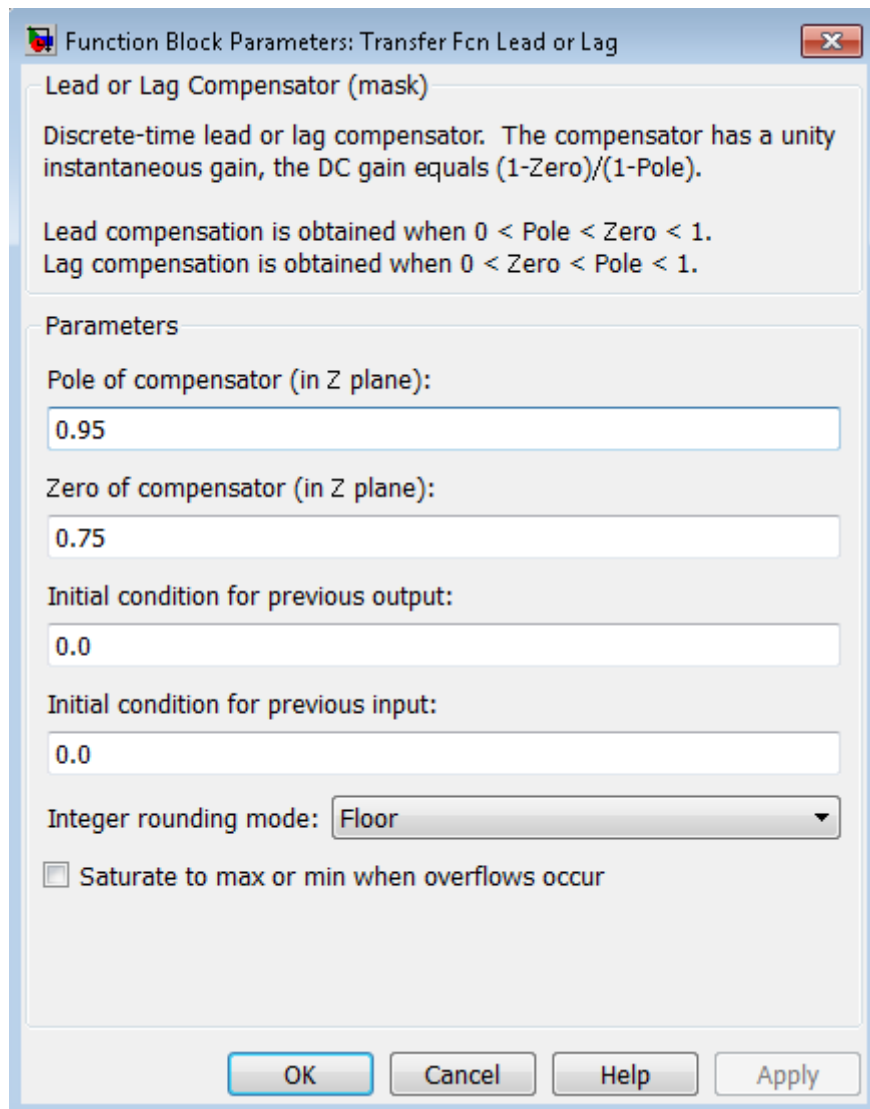 Function Block Parameters: Transfer Fcn Lead or Lag
Lead or Lag Compensator (mask)
Discrete-time lead or lag compensator.  The compensator has a unity
instantaneous gain, the DC gain equals (1-Zero)/(1-Pole).
Lead compensation is obtained when 0 < Pole < Zero < 1.
Lag compensation is obtained when 0 < Zero < Pole < 1.
Parameters
Pole of compensator (in Z plane):
0.95
Zero of compensator (in Z plane):
0.75
Initial condition for previous output:
0.0
Initial condition for previous input:
0.0
Integer rounding mode: Floor
Saturate to max or min when overflows occur
OK Cancel Help Apply